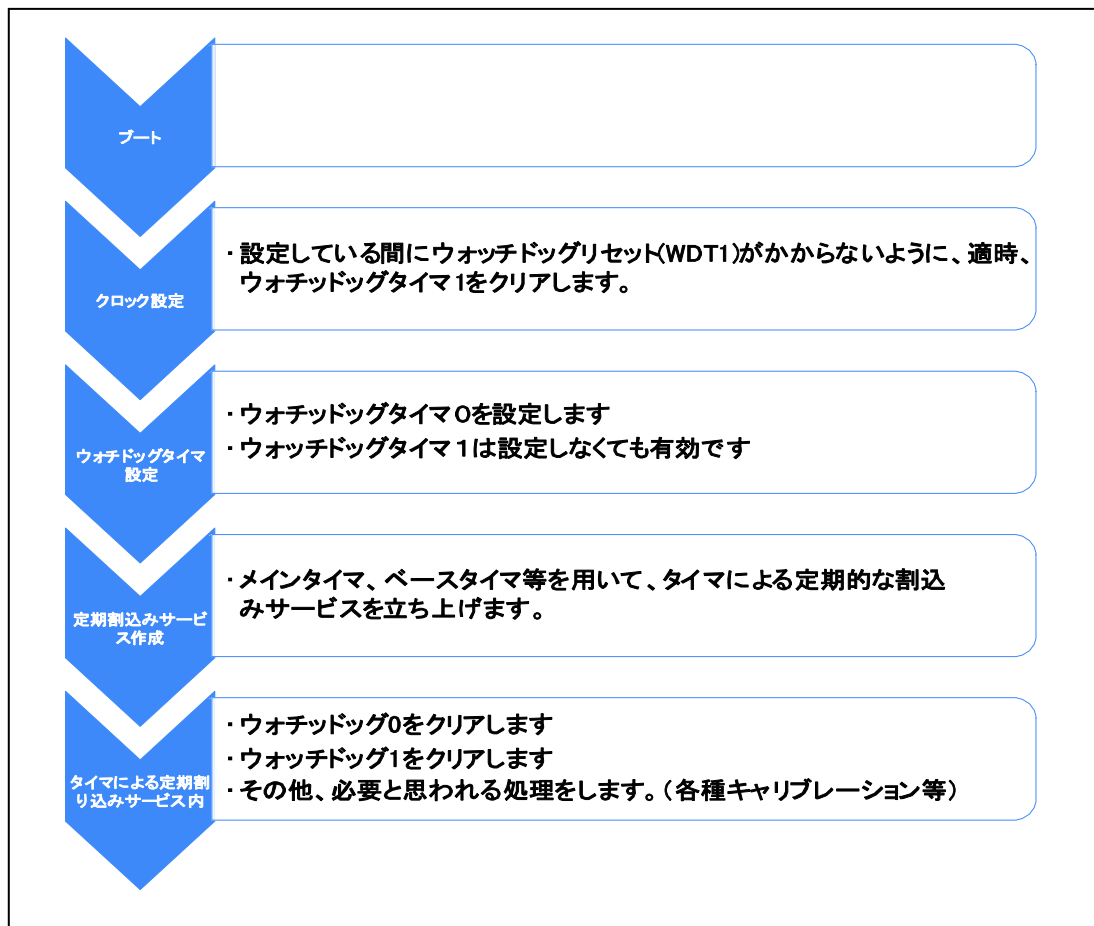 ブート
クロック設定
・設定している間にウォッチドッグリセット(WDT1)がかからないように、適時、
ウォチッドッグタイマ1をクリアします。
ウォチドッグタイマ
設定
・ウォチッドッグタイマ0を設定します
・ウォッチドッグタイマ１は設定しなくても有効です
定期割込みサービ
ス作成
・メインタイマ、ベースタイマ等を用いて、タイマによる定期的な割込
みサービスを立ち上げます。
タイマによる定期割
り込みサービス内
・ウォチッドッグ0をクリアします
・ウォッチドッグ1をクリアします
・その他、必要と思われる処理をします。（各種キャリブレーション等）